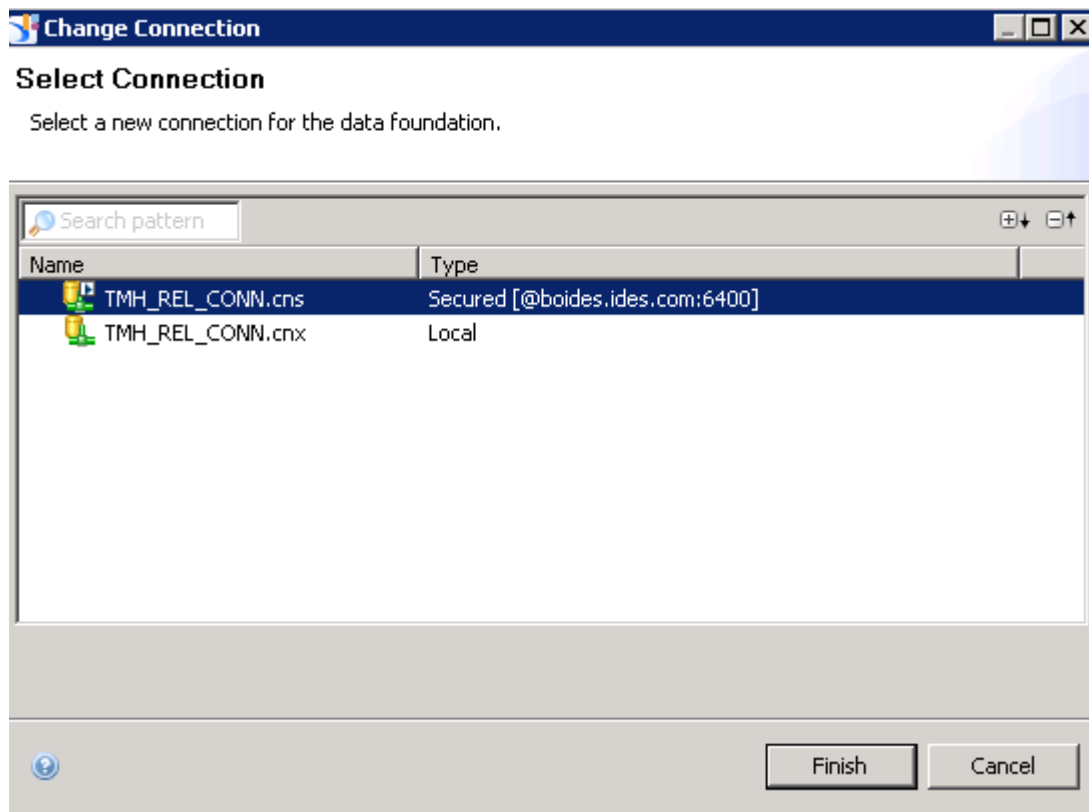 Change Connection
Select Connection
Select a new connection for the data foundation.
Search pattern
Name Type
TMH_REL_CONN.cns Secured [@boides.ides.com:6400]
TMH_REL_CONN.cnx Local
Finish Cancel